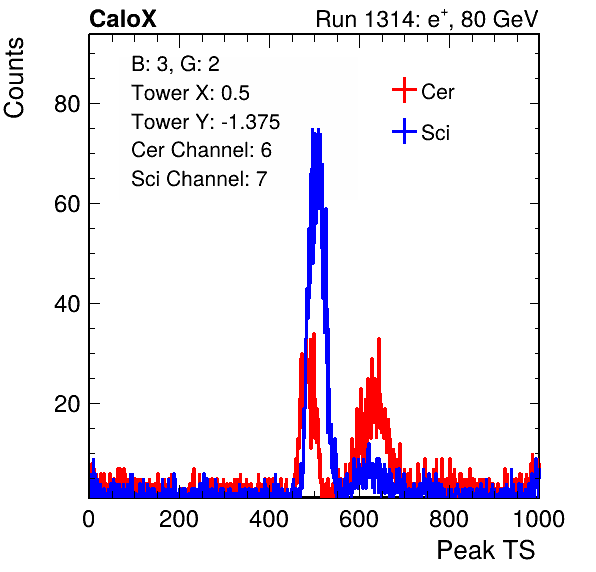 CaloX Run 1314: e⁺, 80 GeV
Counts
B: 3, G: 2
Tower X: 0.5
Tower Y: -1.375
Cer Channel: 6
Sci Channel: 7
Cer
Sci
80
60
40
20
0 200 400 600 800 1000
Peak TS